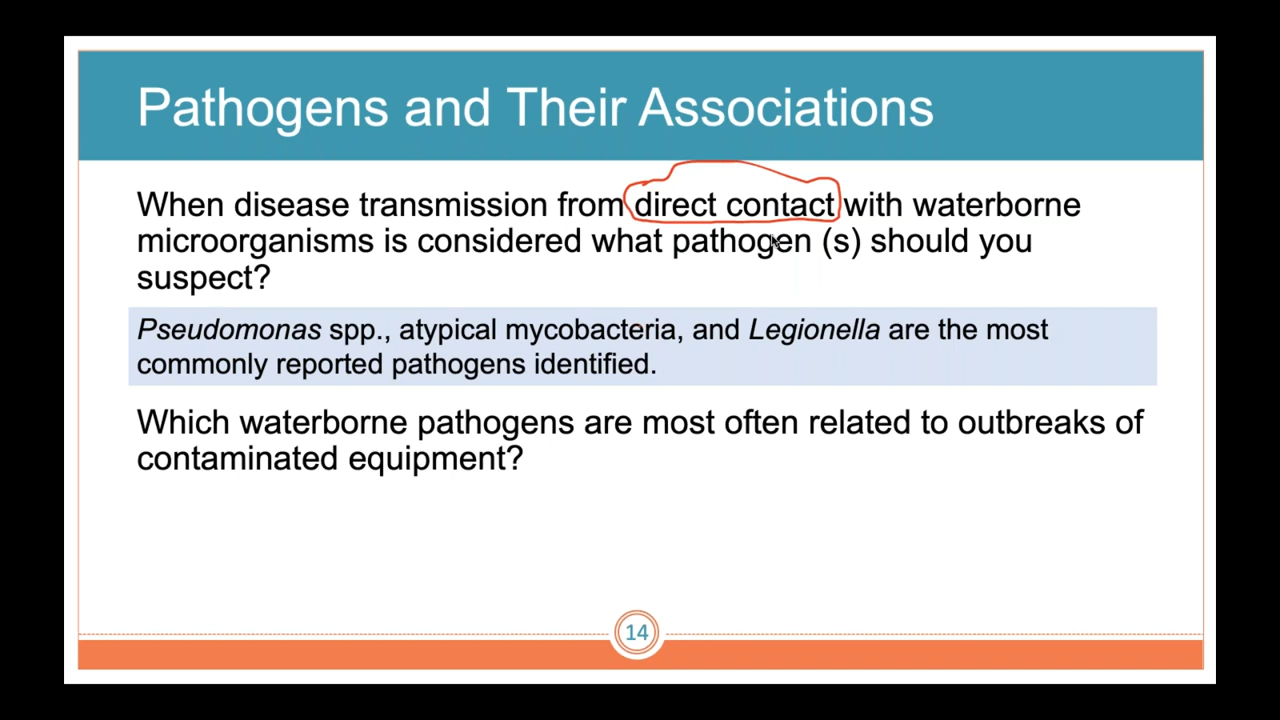 Pathogens and Their Associations
When disease transmission from direct contact with waterborne
microorganisms is considered what pathogen (s) should you
suspect?
Pseudomonas spp., atypical mycobacteria, and Legionella are the most
commonly reported pathogens identified.
Which waterborne pathogens are most often related to outbreaks of
contaminated equipment?
14